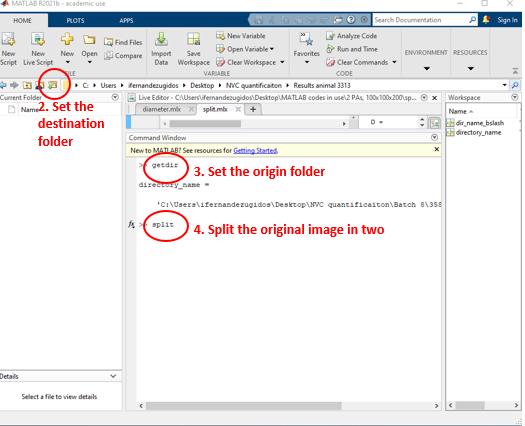 MATLAB R2021b - academic use
HOME PLOTS APPS Search Documentation Sign In
New Script New Live Script New Open Find Files Compare
Import Data Save Workspace New Variable Open Variable Clear Workspace
Favorites Analyze Code Run and Time Clear Commands
ENVIRONMENT RESOURCES
FILE VARIABLE CODE
C: Users ifernandezugidos Desktop NVC quantificaiton Results animal 3313
Current Folder
Name
2. Set the
destination
folder
Live Editor - C:\Users\ifernandezugidos\Desktop\MATLAB codes in use\2 PAs, 100x100x200\sp
diameter.mlx split.mlx
D =
Command Window
New to MATLAB? See resources for Getting Started.
>> getdir
3. Set the origin folder
directory_name =
'C:\Users\ifernandezugidos\Desktop\NVC quantificaiton\Batch 8\358
fx >> split
4. Split the original image in two
Workspace
Name
dir_name_bslash
directory_name
Details
Select a file to view details